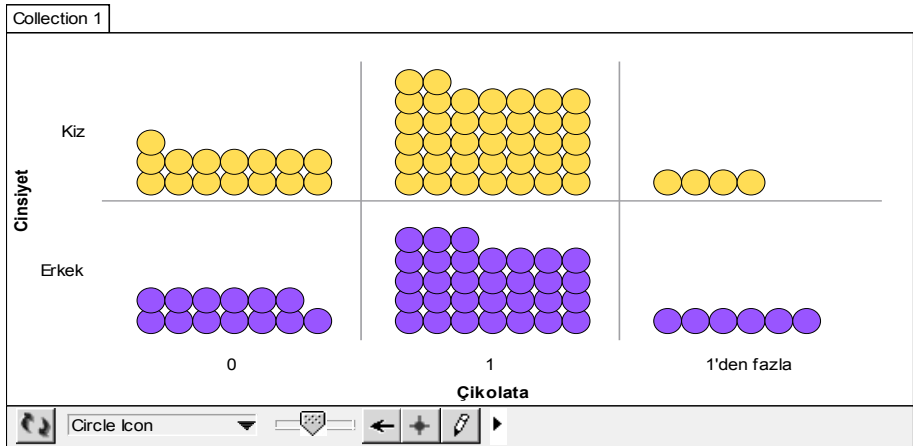 Collection 1
Kiz
Cinsiyet
Erkek
0 1 1'den fazla
Çikolata
Circle Icon